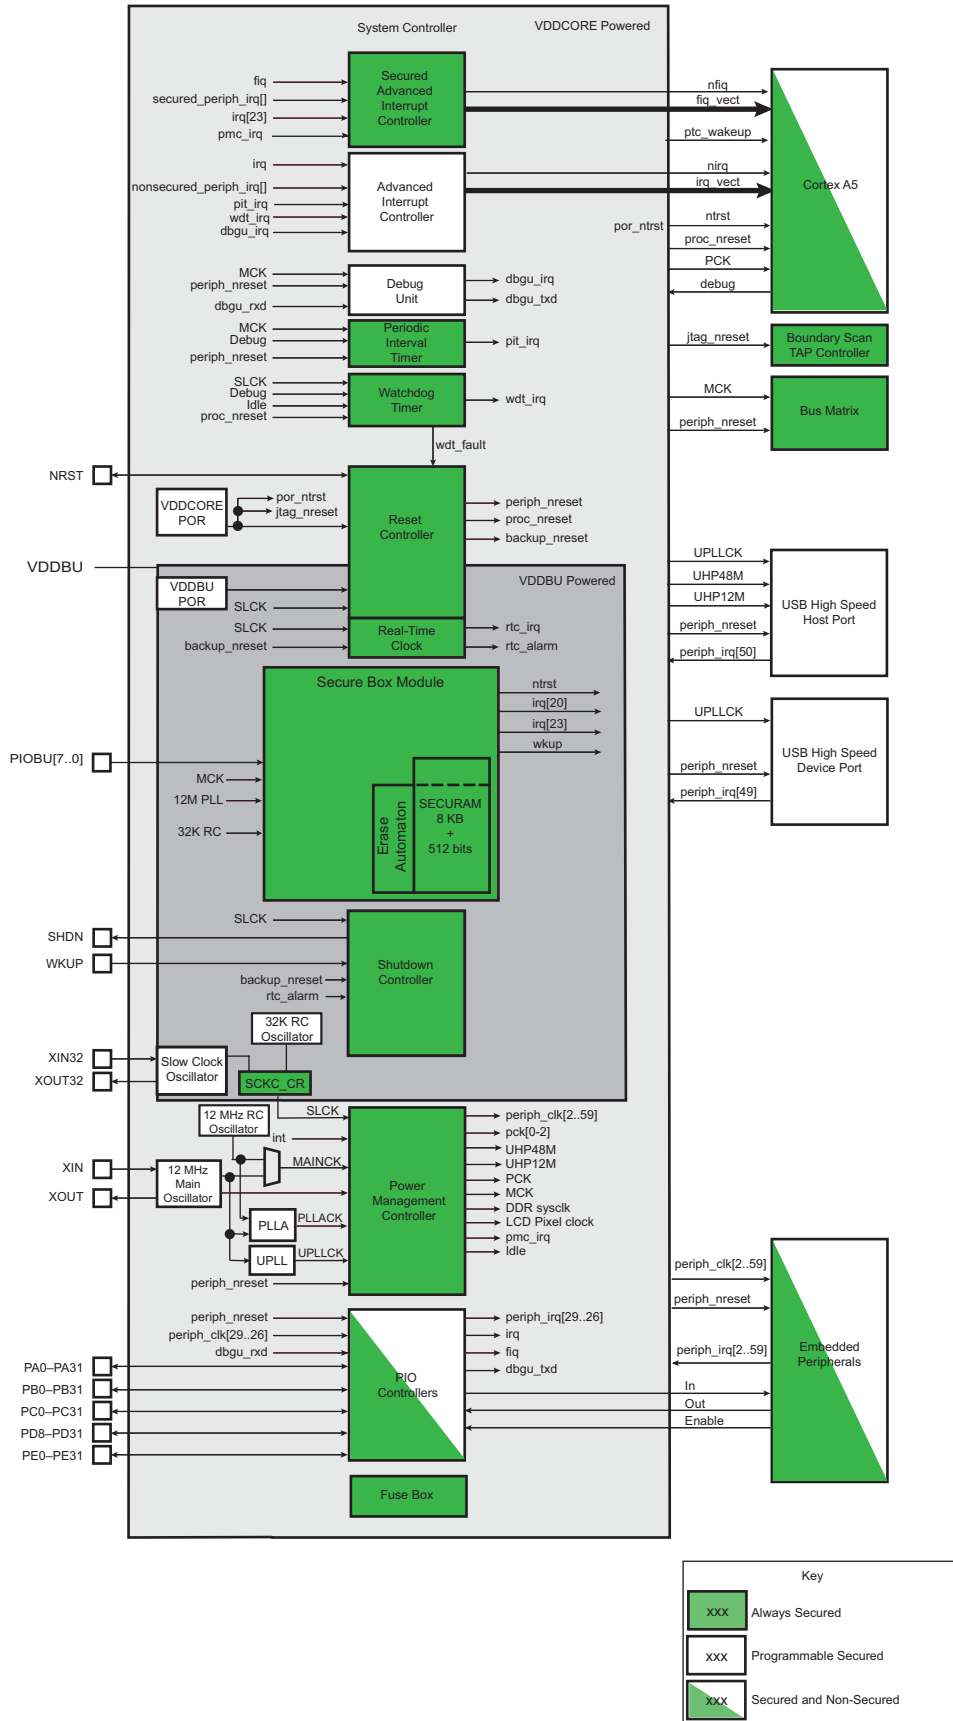 System Controller
VDDCORE Powered
fiq
secured_periph_irq[]
irq[23]
pmc_irq
Secured
Advanced
Interrupt
Controller
nfiq
fiq_vect
ptc_wakeup
irq
nonsecured_periph_irq[]
pit_irq
wdt_irq
dbgu_irq
Advanced
Interrupt
Controller
nirq
irq_vect
Cortex A5
por_ntrst
ntrst
proc_nreset
PCK
debug
MCK
periph_nreset
dbgu_rxd
Debug
Unit
dbgu_irq
dbgu_txd
MCK
Debug
periph_nreset
Periodic
Interval
Timer
pit_irq
jtag_nreset
Boundary Scan
TAP Controller
SLCK
Debug
Idle
proc_nreset
Watchdog
Timer
wdt_irq
MCK
periph_nreset
Bus Matrix
wdt_fault
NRST
VDDCORE
POR
por_ntrst
jtag_nreset
Reset
Controller
periph_nreset
proc_nreset
backup_nreset
VDDBU
VDDBU Powered
VDDBU
POR
SLCK
SLCK
backup_nreset
Real-Time
Clock
rtc_irq
rtc_alarm
UPLLCK
UHP48M
UHP12M
periph_nreset
periph_irq[50]
USB High Speed
Host Port
Secure Box Module
ntrst
irq[20]
irq[23]
wkup
PIOBU[7..0]
MCK
12M PLL
32K RC
Erase
Automaton
SECURAM
8 KB
+
512 bits
UPLLCK
periph_nreset
periph_irq[49]
USB High Speed
Device Port
SLCK
SHDN
WKUP
backup_nreset
rtc_alarm
Shutdown
Controller
32K RC
Oscillator
XIN32
XOUT32
Slow Clock
Oscillator
SCKC_CR
12 MHz RC
Oscillator
SLCK
int
MAINCK
XIN
XOUT
12 MHz
Main
Oscillator
PLLA
PLLACK
UPLL
UPLLCK
periph_nreset
Power
Management
Controller
periph_clk[2..59]
pck[0-2]
UHP48M
UHP12M
PCK
MCK
DDR sysclk
LCD Pixel clock
pmc_irq
Idle
periph_nreset
periph_clk[29..26]
dbgu_rxd
PA0–PA31
PB0–PB31
PC0–PC31
PD8–PD31
PE0–PE31
PIO
Controllers
periph_irq[29..26]
irq
fiq
dbgu_txd
periph_clk[2..59]
periph_nreset
periph_irq[2..59]
In
Out
Enable
Embedded
Peripherals
Fuse Box
Key
xxx
Always Secured
xxx
Programmable Secured
xxx
Secured and Non-Secured